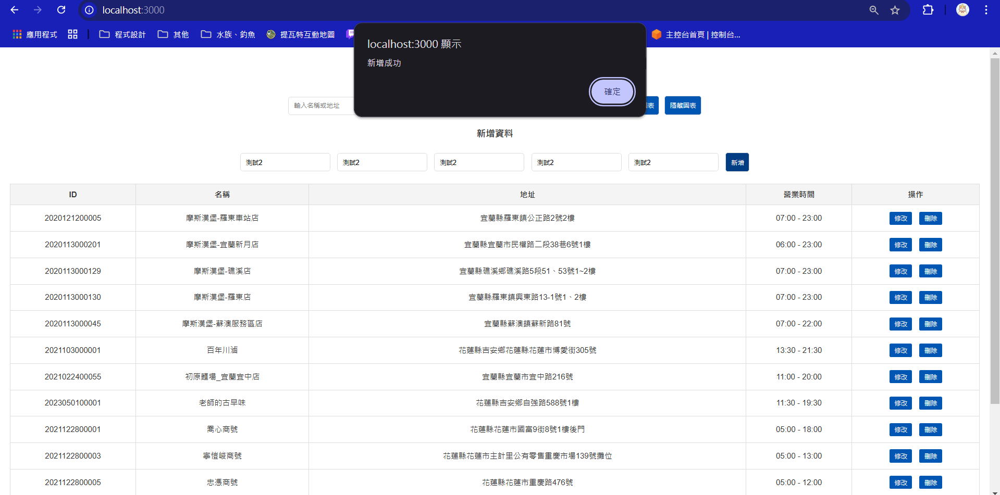 localhost:3000
應用程式 程式設計 其他 水族、釣魚 提瓦特互動地圖 主控台首頁 | 控制台...
localhost:3000 顯示
新增成功
確定
輸入名稱或地址 表 隱藏圖表
新增資料
測試2 測試2 測試2 測試2 測試2 新增
ID 名稱 地址 營業時間 操作
2020121200005 摩斯漢堡-羅東車站店 宜蘭縣羅東鎮公正路2號2樓 07:00 - 23:00 修改 刪除
2020113000201 摩斯漢堡-宜蘭新月店 宜蘭縣宜蘭市民權路二段38巷6號1樓 06:00 - 23:00 修改 刪除
2020113000129 摩斯漢堡-礁溪店 宜蘭縣礁溪鄉礁溪路5段51、53號1~2樓 07:00 - 23:00 修改 刪除
2020113000130 摩斯漢堡-羅東店 宜蘭縣羅東鎮興東路13-1號1、2樓 07:00 - 23:00 修改 刪除
2020113000045 摩斯漢堡-蘇澳服務區店 宜蘭縣蘇澳鎮蘇新路81號 07:00 - 22:00 修改 刪除
2021103000001 百年川滷 花蓮縣吉安鄉花蓮縣花蓮市博愛街305號 13:30 - 21:30 修改 刪除
2021022400055 初原麵場_宜蘭宜中店 宜蘭縣宜蘭市宜中路216號 11:00 - 20:00 修改 刪除
2023050100001 老師的古早味 花蓮縣吉安鄉自強路588號1樓 11:30 - 19:30 修改 刪除
2021122800001 喬心商號 花蓮縣花蓮市國富9街8號1樓後門 05:00 - 18:00 修改 刪除
2021122800003 寧愷峻商號 花蓮縣花蓮市主計里公有零售重慶市場139號攤位 05:00 - 13:00 修改 刪除
2021122800005 忠憑商號 花蓮縣花蓮市重慶路476號 05:00 - 12:00 修改 刪除